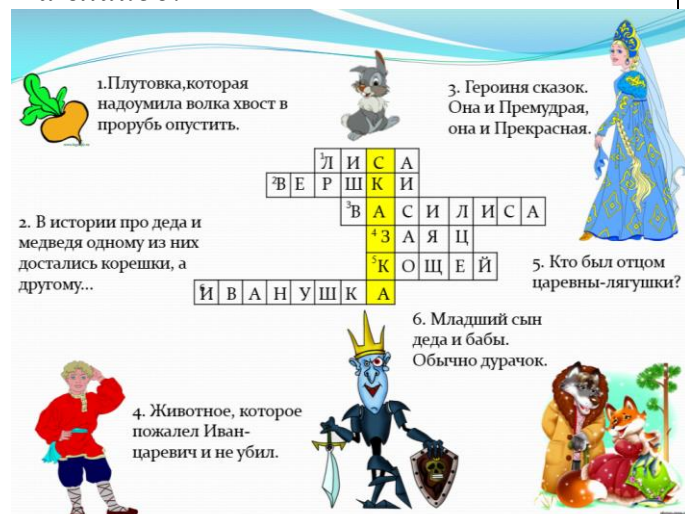 1.Плутовка,которая
надоумила волка хвост в
прорубь опустить.
3. Героиня сказок.
Она и Премудрая,
она и Прекрасная.
1Л И С А
2В Е Р Ш К И
3В А С И Л И С А
4З А Я Ц
5К О Щ Е Й
6И В А Н У Ш К А
2. В истории про деда и
медведя одному из них
достались корешки, а
другому...
5. Кто был отцом
царевны-лягушки?
6. Младший сын
деда и бабы.
Обычно дурачок.
4. Животное, которое
пожалел Иван-
царевич и не убил.